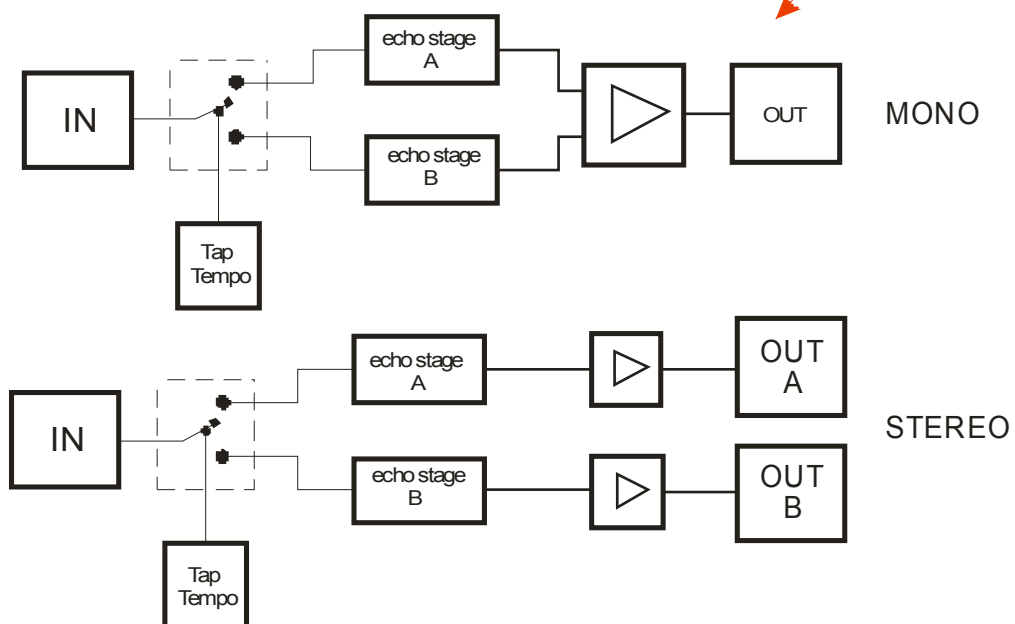 echo stage
A
IN
OUT
MONO
echo stage
B
Tap
Tempo
echo stage
A
OUT
A
IN
STEREO
echo stage
B
OUT
B
Tap
Tempo